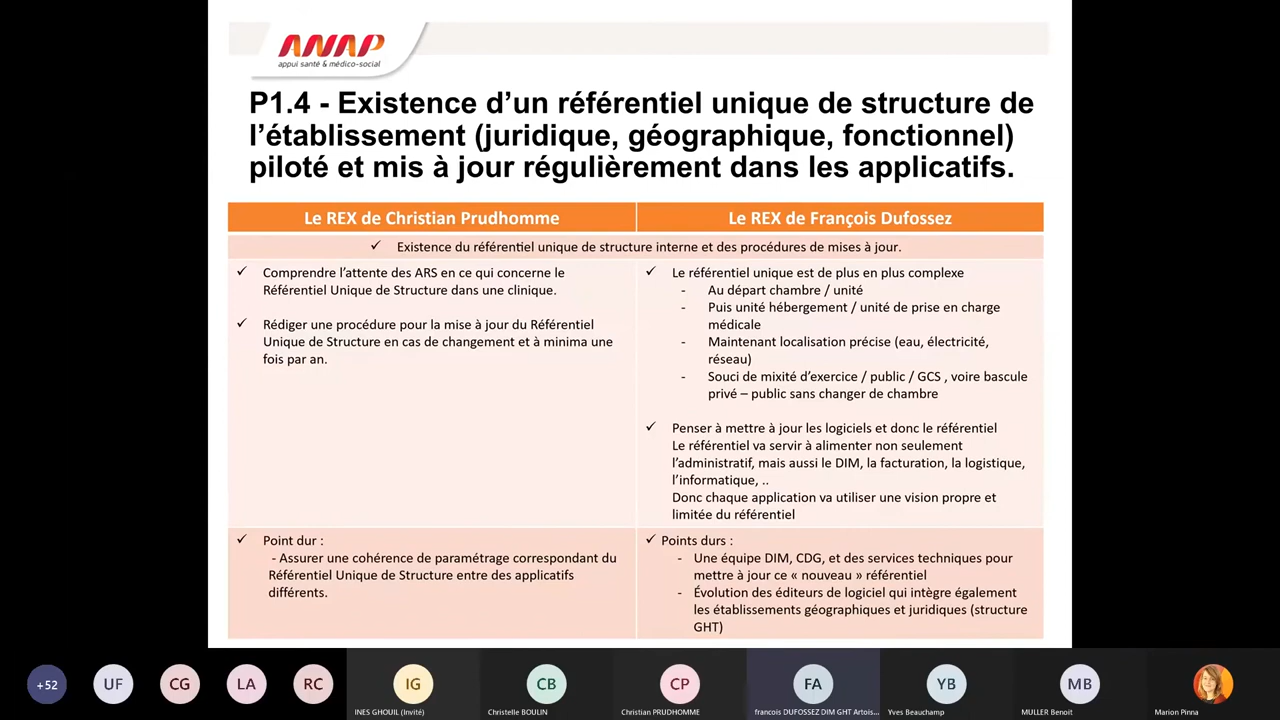 ANAP
appui santé & médico-social
P1.4 - Existence d’un référentiel unique de structure de
l’établissement (juridique, géographique, fonctionnel)
piloté et mis à jour régulièrement dans les applicatifs.
Le REX de Christian Prudhomme
Le REX de François Dufossez
✓ Existence du référentiel unique de structure interne et des procédures de mises à jour.
✓ Comprendre l’attente des ARS en ce qui concerne le
Référentiel Unique de Structure dans une clinique.
✓ Rédiger une procédure pour la mise à jour du Référentiel
Unique de Structure en cas de changement et à minima une
fois par an.
✓ Le référentiel unique est de plus en plus complexe
- Au départ chambre / unité
- Puis unité hébergement / unité de prise en charge
médicale
- Maintenant localisation précise (eau, électricité,
réseau)
- Souci de mixité d’exercice / public / GCS , voire bascule
privé – public sans changer de chambre
✓ Penser à mettre à jour les logiciels et donc le référentiel
Le référentiel va servir à alimenter non seulement
l’administratif, mais aussi le DIM, la facturation, la logistique,
l’informatique, ..
Donc chaque application va utiliser une vision propre et
limitée du référentiel
✓ Point dur :
- Assurer une cohérence de paramétrage correspondant du
Référentiel Unique de Structure entre des applicatifs
différents.
✓ Points durs :
- Une équipe DIM, CDG, et des services techniques pour
mettre à jour ce « nouveau » référentiel
- Évolution des éditeurs de logiciel qui intègre également
les établissements géographiques et juridiques (structure
GHT)
+52
UF
CG
LA
RC
IG
CB
CP
FA
YB
MB
INES GHOUIL (Invité)
Christelle BOULIN
Christian PRUDHOMME
francois DUFOSSEZ DIM GHT Artois...
Yves Beauchamp
MULLER Benoit
Marion Pinna